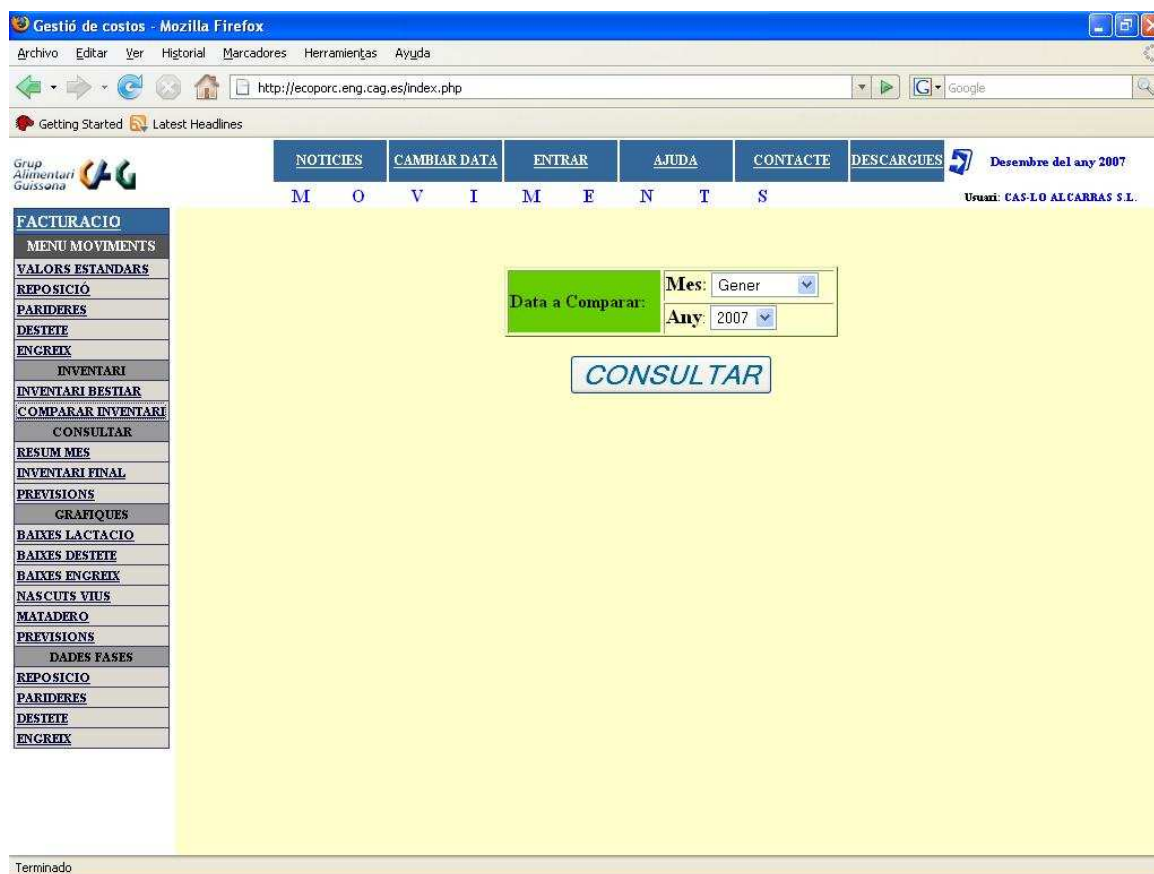 Gestió de costos - Mozilla Firefox
Archivo Editar Ver Historial Marcadores Herramientas Ayuda
http://ecoporc.eng.cag.es/index.php
G Google
Getting Started Latest Headlines
Grup
Alimentari
Guissona
CAG
NOTICIES CAMBIAR DATA ENTRAR AJUDA CONTACTE DESCARGUES
Desembre del any 2007
M O V I M E N T S
Usuari: CAS-LO ALCARRAS S.L.
FACTURACIO
MENU MOVIMENTS
VALORS ESTANDARS
REPOSICIÓ
PARIDERES
DESTETE
ENGREIX
INVENTARI
INVENTARI BESTIAR
COMPARAR INVENTARI
CONSULTAR
RESUM MES
INVENTARI FINAL
PREVISIONS
GRAFIQUES
BAIXES LACTACIO
BAIXES DESTETE
BAIXES ENGREIX
NASCUTS VIUS
MATADERO
PREVISIONS
DADES FASES
REPOSICIO
PARIDERES
DESTETE
ENGREIX
Data a Comparar:
Mes: Gener
Any: 2007
CONSULTAR
Terminado